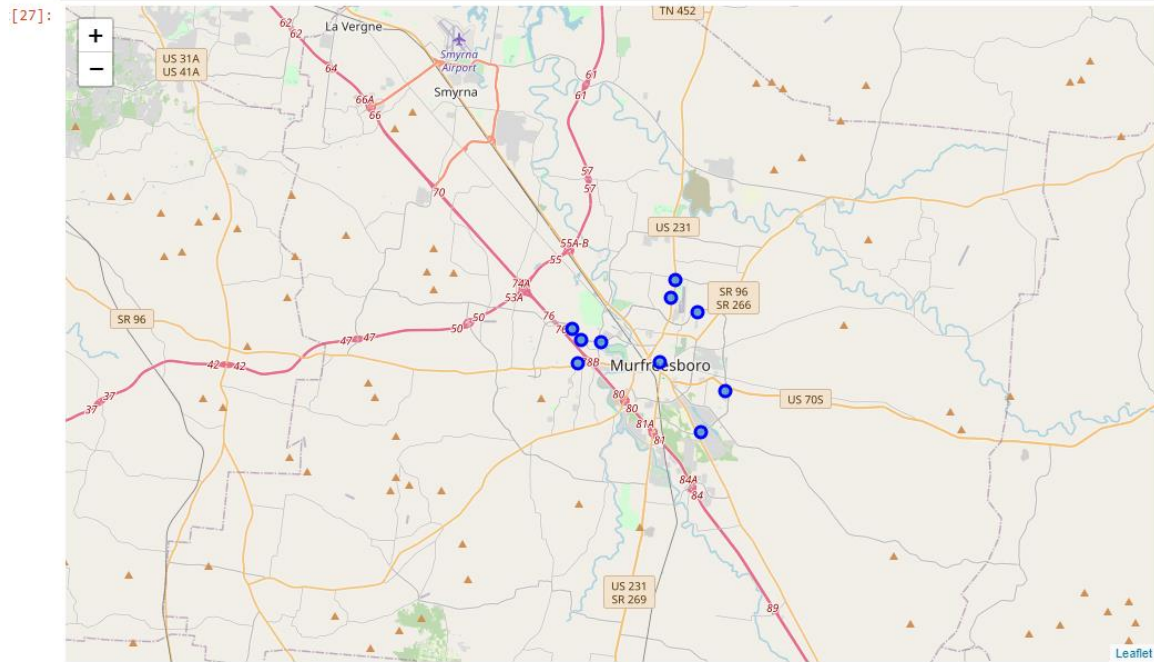 [27]:
+
−
La Vergne
TN 452
62
62
US 31A
US 41A
64
Smyrna
Airport
61
61
Smyrna
66A
66
57
57
70
US 231
55A-B
55
74A
53A
SR 96
SR 266
SR 96
76
76
50
50
47
47
42
42
78B
Murfreesboro
37
37
80
80
US 70S
81A
81
84A
84
US 231
SR 269
89
Leaflet